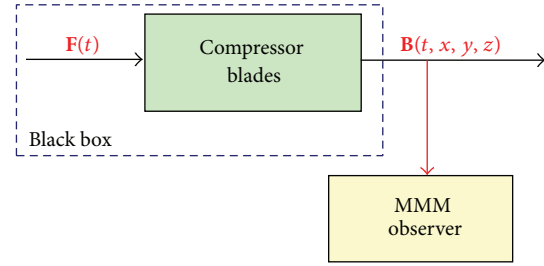 F(t)
Compressor
blades
B(t, x, y, z)
Black box
MMM
observer